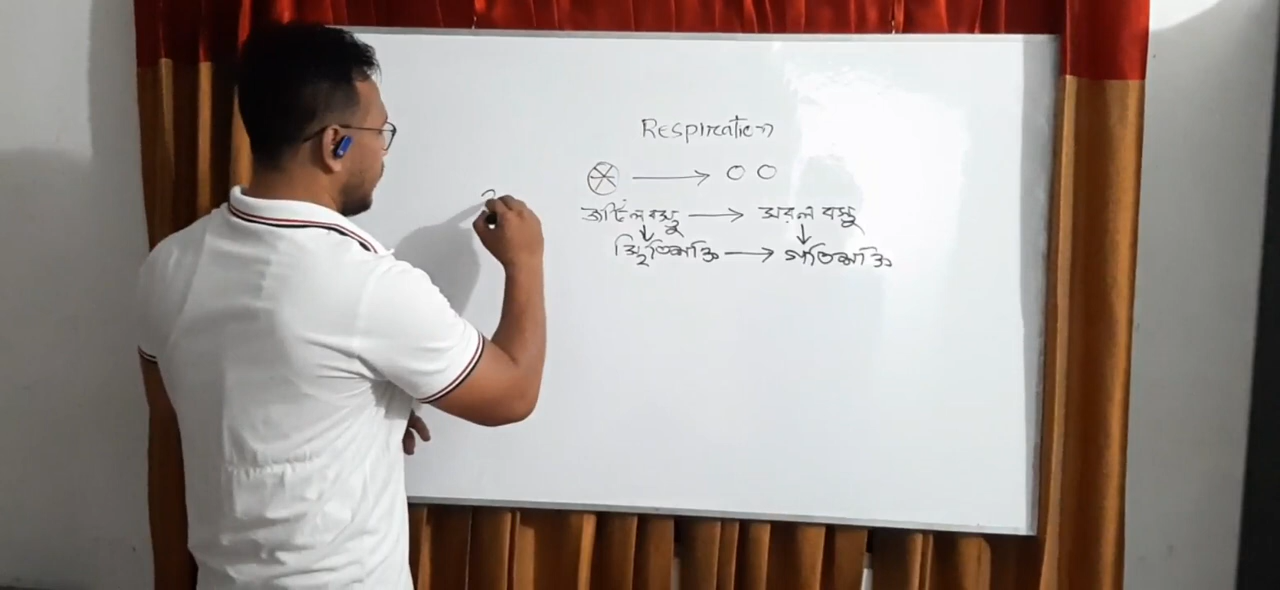 Respiration
জটিল বস্তু → সরল বস্তু
↓ ↓
স্থিতিশক্তি → গতিশক্তি